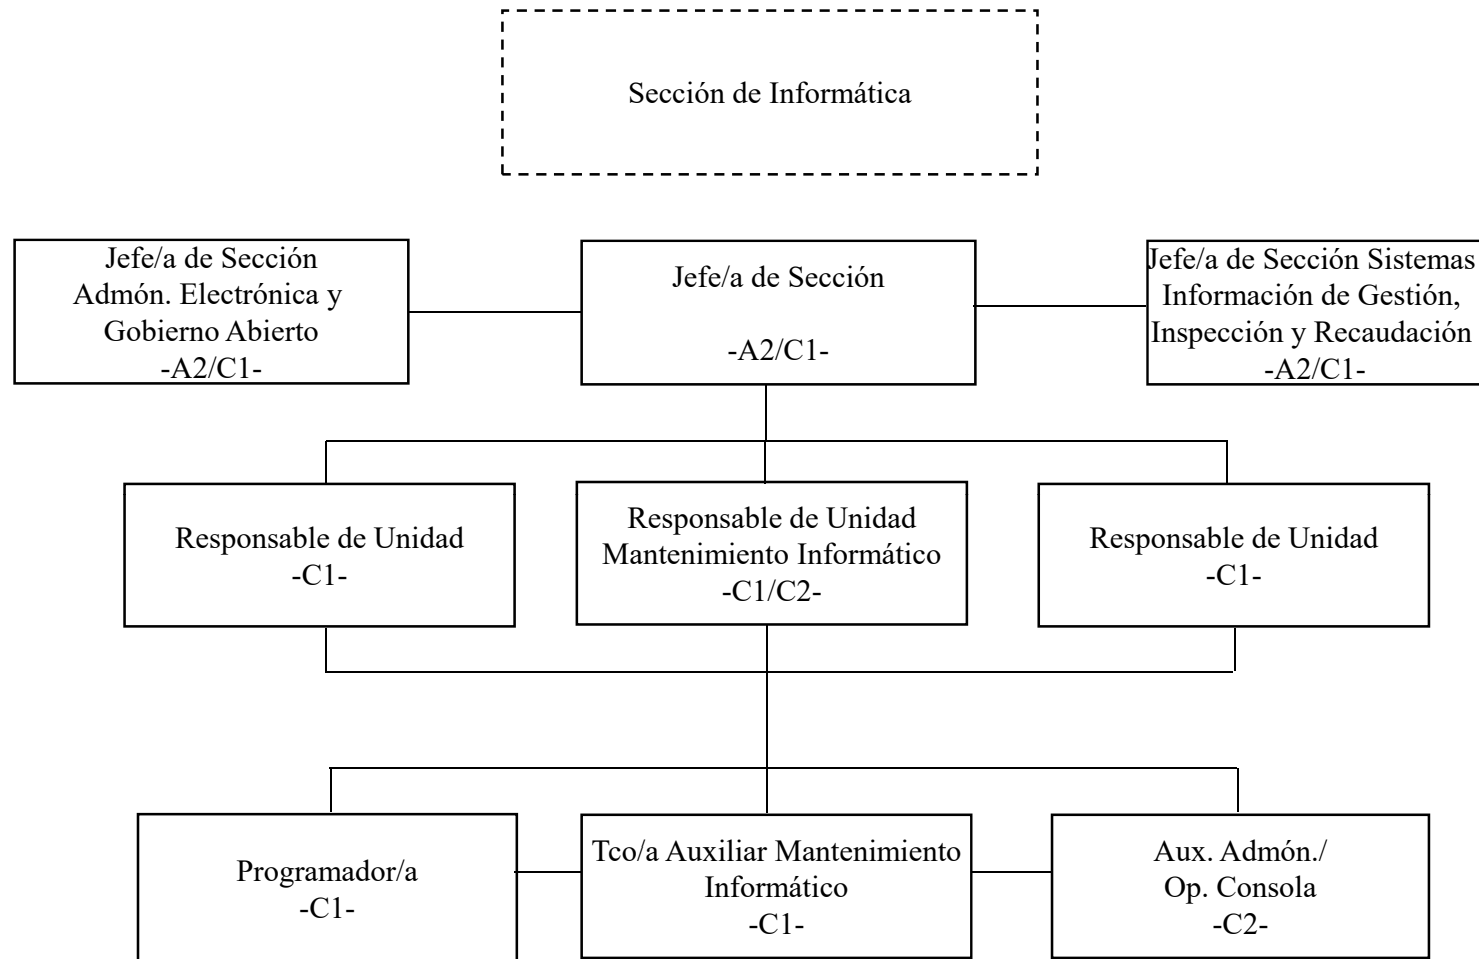 Sección de Informática
Jefe/a de Sección
Admón. Electrónica y
Gobierno Abierto
-A2/C1-
Jefe/a de Sección
-A2/C1-
Jefe/a de Sección Sistemas
Información de Gestión,
Inspección y Recaudación
-A2/C1-
Responsable de Unidad
-C1-
Responsable de Unidad
Mantenimiento Informático
-C1/C2-
Responsable de Unidad
-C1-
Programador/a
-C1-
Tco/a Auxiliar Mantenimiento
Informático
-C1-
Aux. Admón./
Op. Consola
-C2-